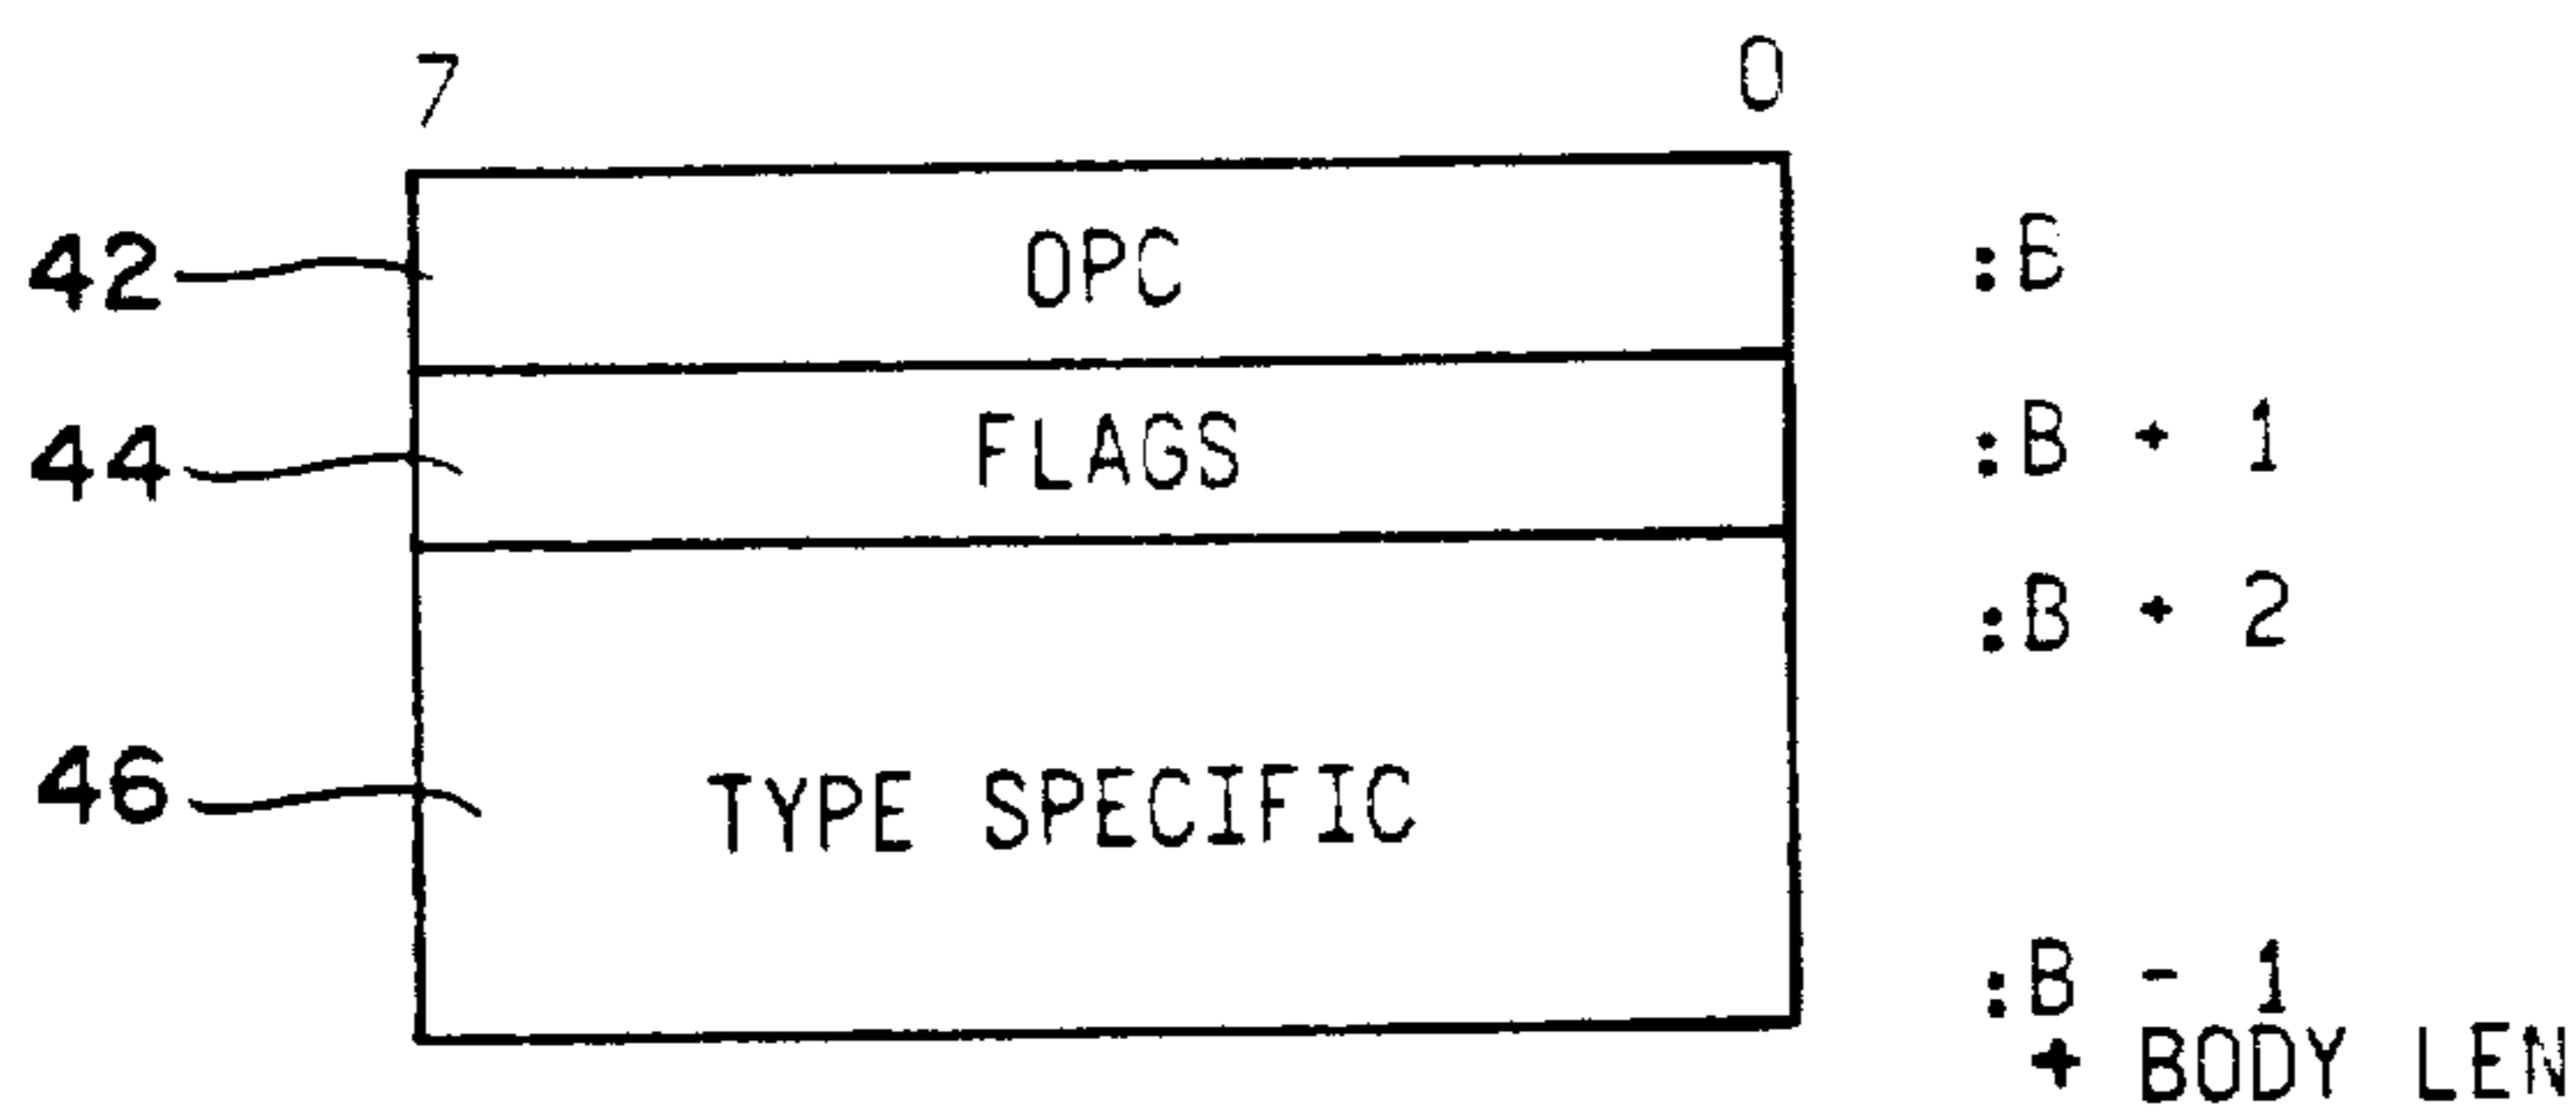 7 0
42 OPC :B
44 FLAGS :B + 1
:B + 2
46 TYPE SPECIFIC
:B - 1
+ BODY LEN